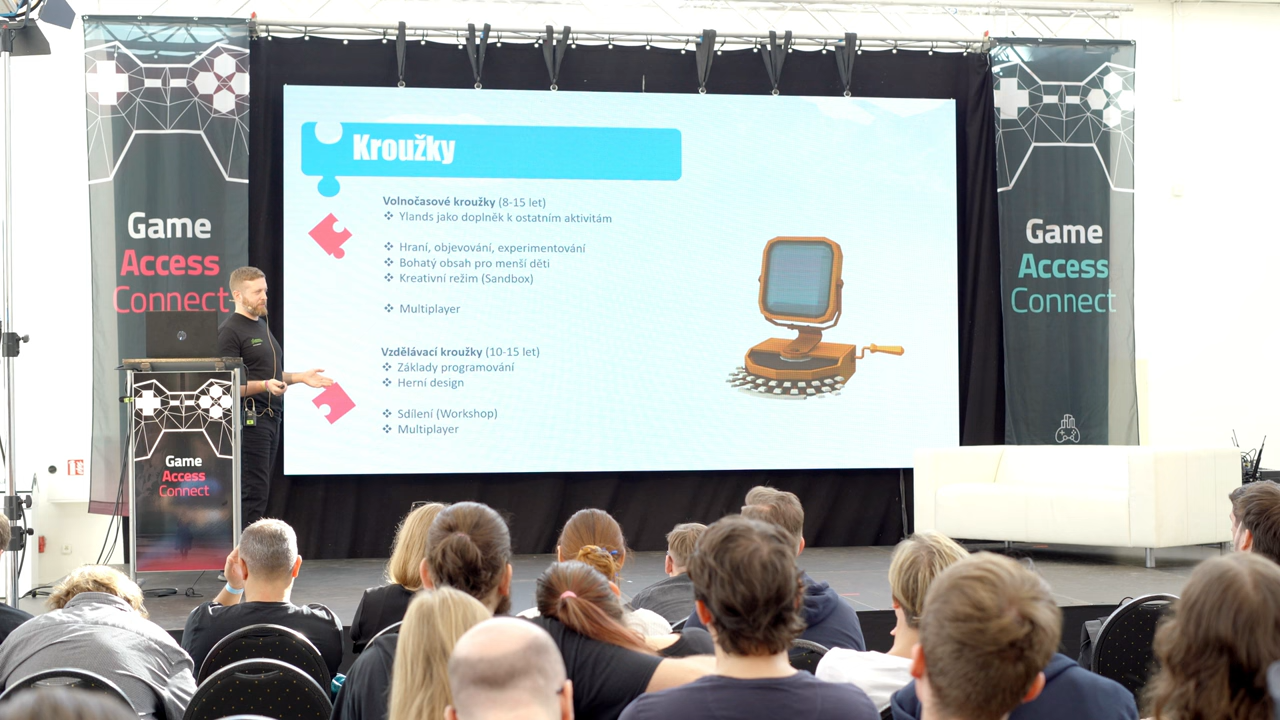 Game
Access
Connect
Kroužky
Volnočasové kroužky (8-15 let)
❖ Ylands jako doplněk k ostatním aktivitám
❖ Hraní, objevování, experimentování
❖ Bohatý obsah pro menší děti
❖ Kreativní režim (Sandbox)
❖ Multiplayer
Vzdělávací kroužky (10-15 let)
❖ Základy programování
❖ Herní design
❖ Sdílení (Workshop)
❖ Multiplayer
Game
Access
Connect
Game
Access
Connect